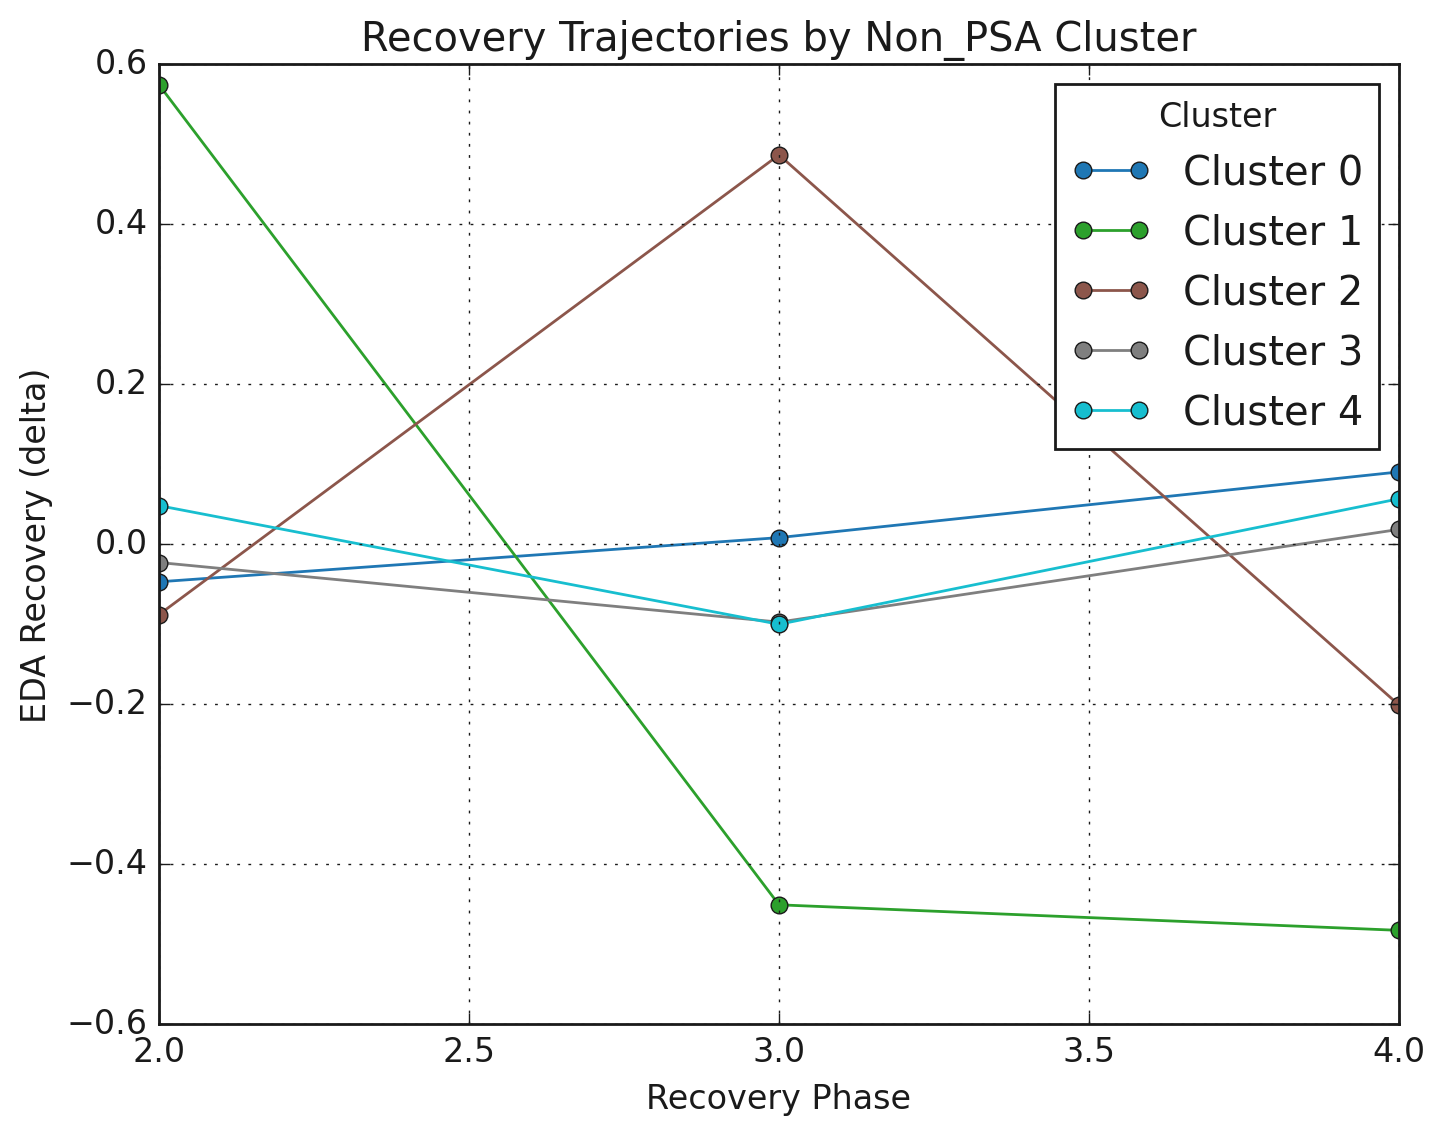 Recovery Trajectories by Non_PSA Cluster
0.6
0.4
0.2
0.0
−0.2
−0.4
−0.6
EDA Recovery (delta)
Cluster
Cluster 0
Cluster 1
Cluster 2
Cluster 3
Cluster 4
2.0 2.5 3.0 3.5 4.0
Recovery Phase